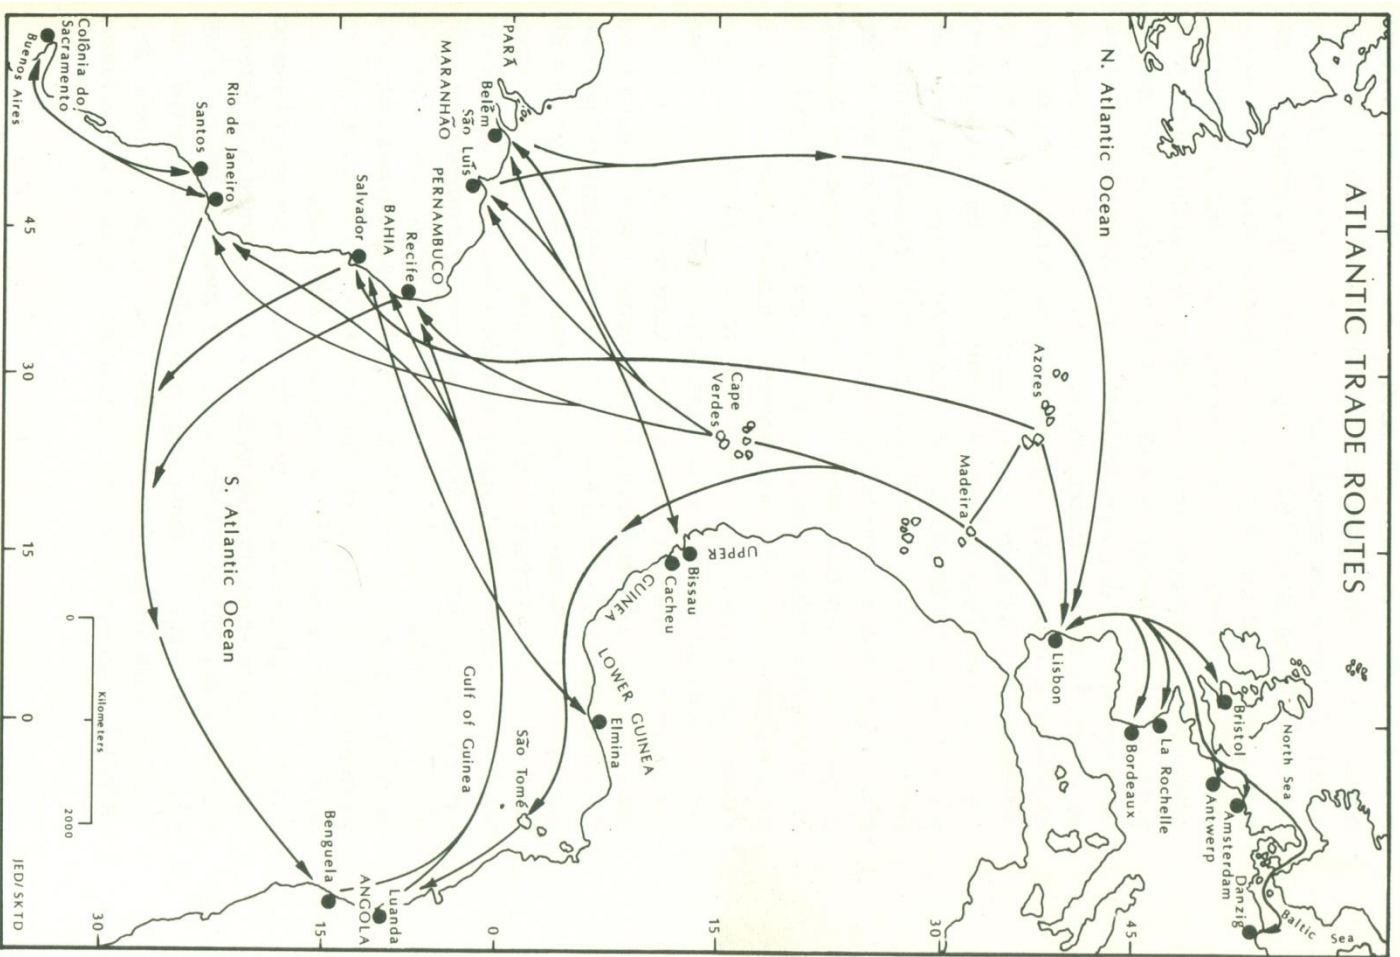 ATLANTIC TRADE ROUTES
N. Atlantic Ocean
North Sea
Baltic Sea
Bristol
Danzig
Amsterdam
Antwerp
La Rochelle
Bordeaux
Lisbon
Azores
Madeira
Cape
Verdes
UPPER
GUINEA
Bissau
Cacheu
LOWER GUINEA
Elmina
São Tomé
Gulf of Guinea
PARÁ
Belém
MARANHÃO
São Luís
PERNAMBUCO
Recife
BAHIA
Salvador
Luanda
ANGOLA
Benguela
Rio de Janeiro
Santos
S. Atlantic Ocean
Colônia do
Sacramento
Buenos Aires
45
30
15
0
45
30
15
0
15
30
0
2000
Kilometers
JED/SKTD